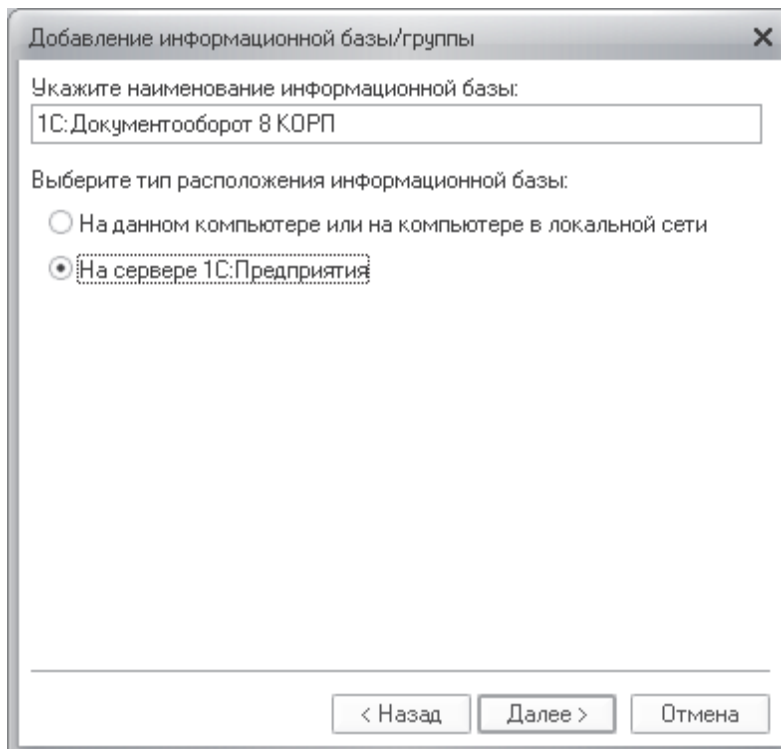 Добавление информационной базы/группы
Укажите наименование информационной базы:
1С:Документооборот 8 КОРП
Выберите тип расположения информационной базы:
На данном компьютере или на компьютере в локальной сети
На сервере 1С:Предприятия
< Назад Далее > Отмена